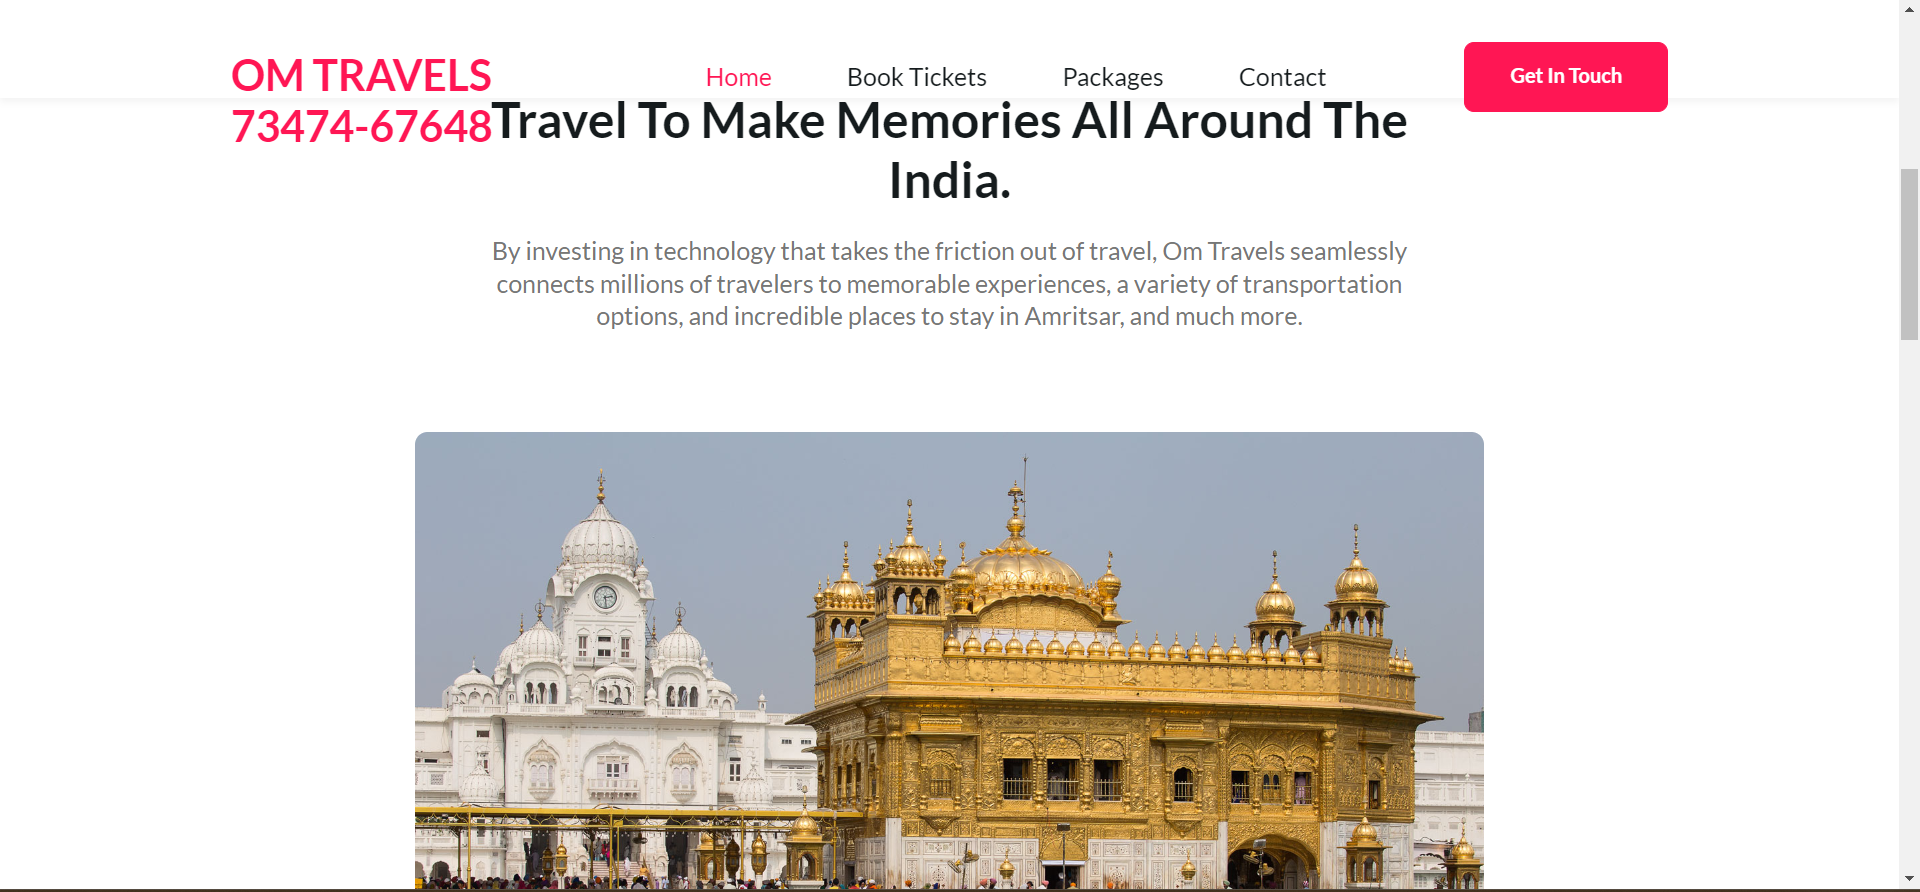 OM TRAVELS
73474-67648
Home
Book Tickets
Packages
Contact
Get In Touch
Travel To Make Memories All Around The
India.
By investing in technology that takes the friction out of travel, Om Travels seamlessly
connects millions of travelers to memorable experiences, a variety of transportation
options, and incredible places to stay in Amritsar, and much more.